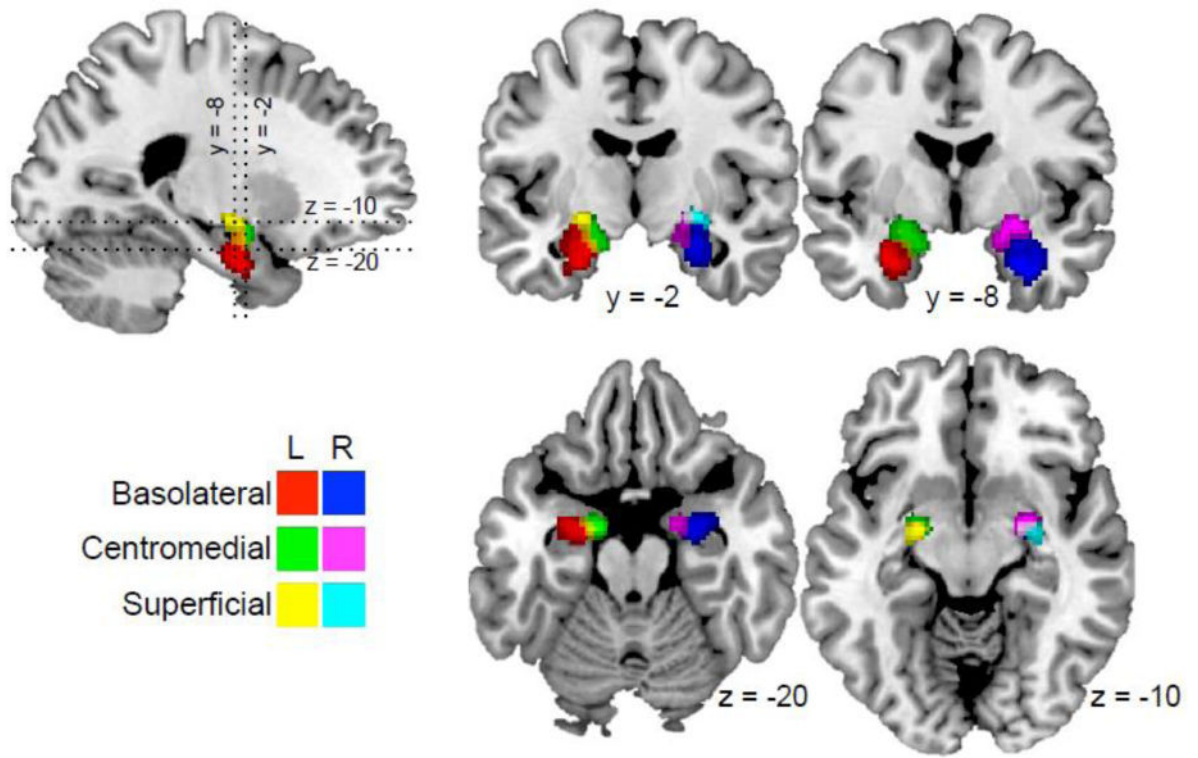 y = -8
y = -2
z = -10
z = -20
y = -2
y = -8
L R
Basolateral
Centromedial
Superficial
z = -20
z = -10